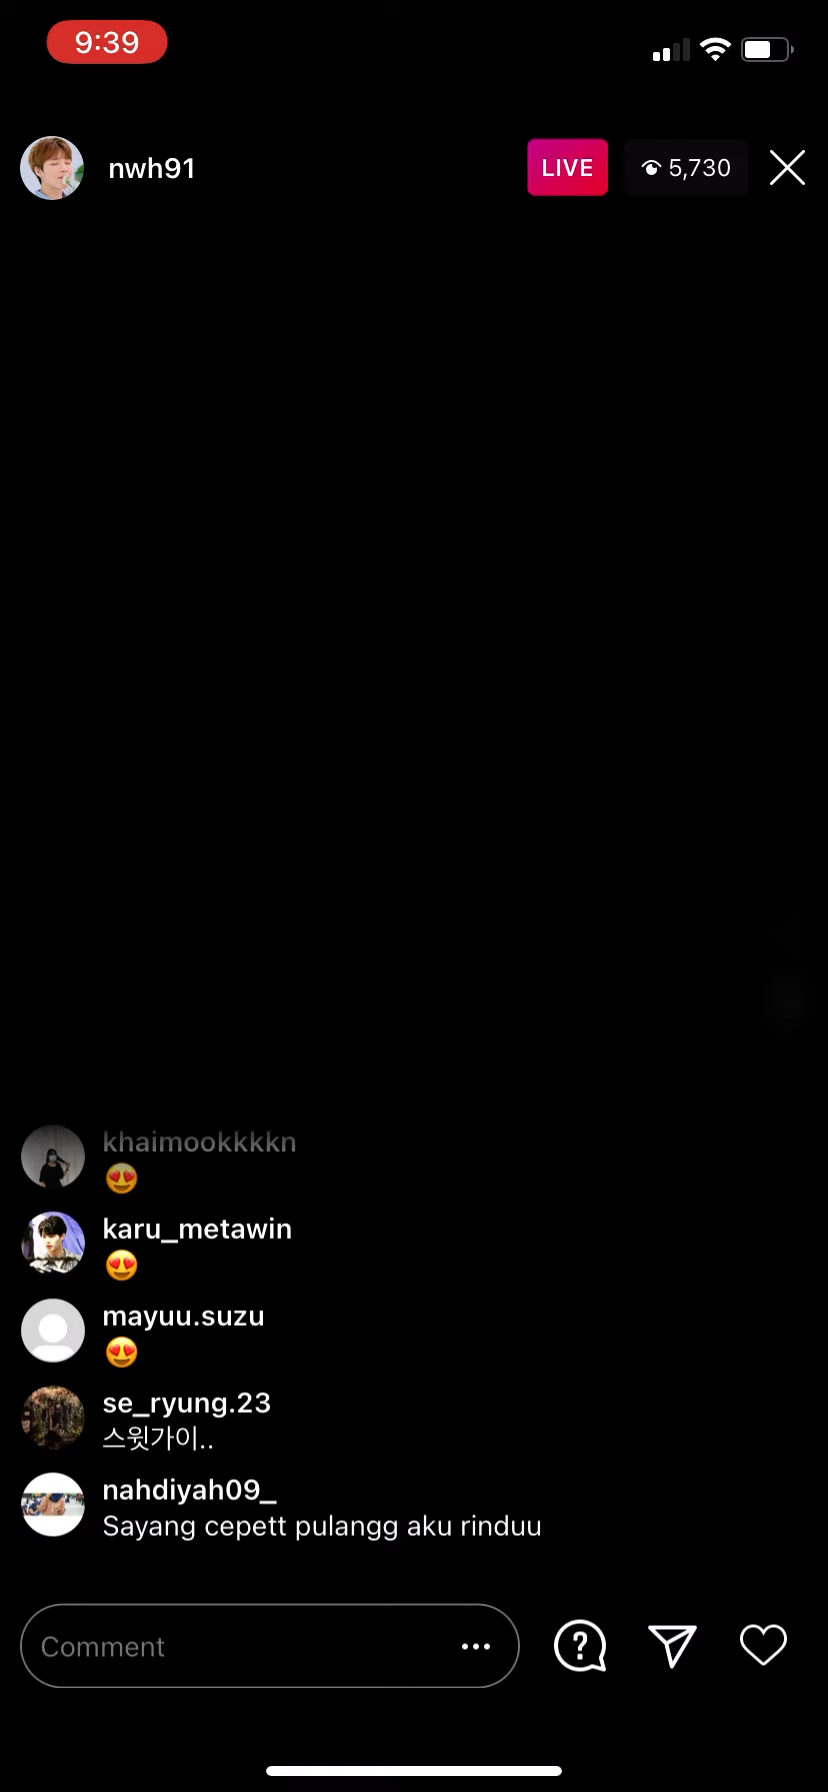 9:39
nwh91
LIVE
5,730
khaimookkkkn
😍
karu_metawin
😍
mayuu.suzu
😍
se_ryung.23
스윗가이..
nahdiyah09_
Sayang cepett pulangg aku rinduu
Comment